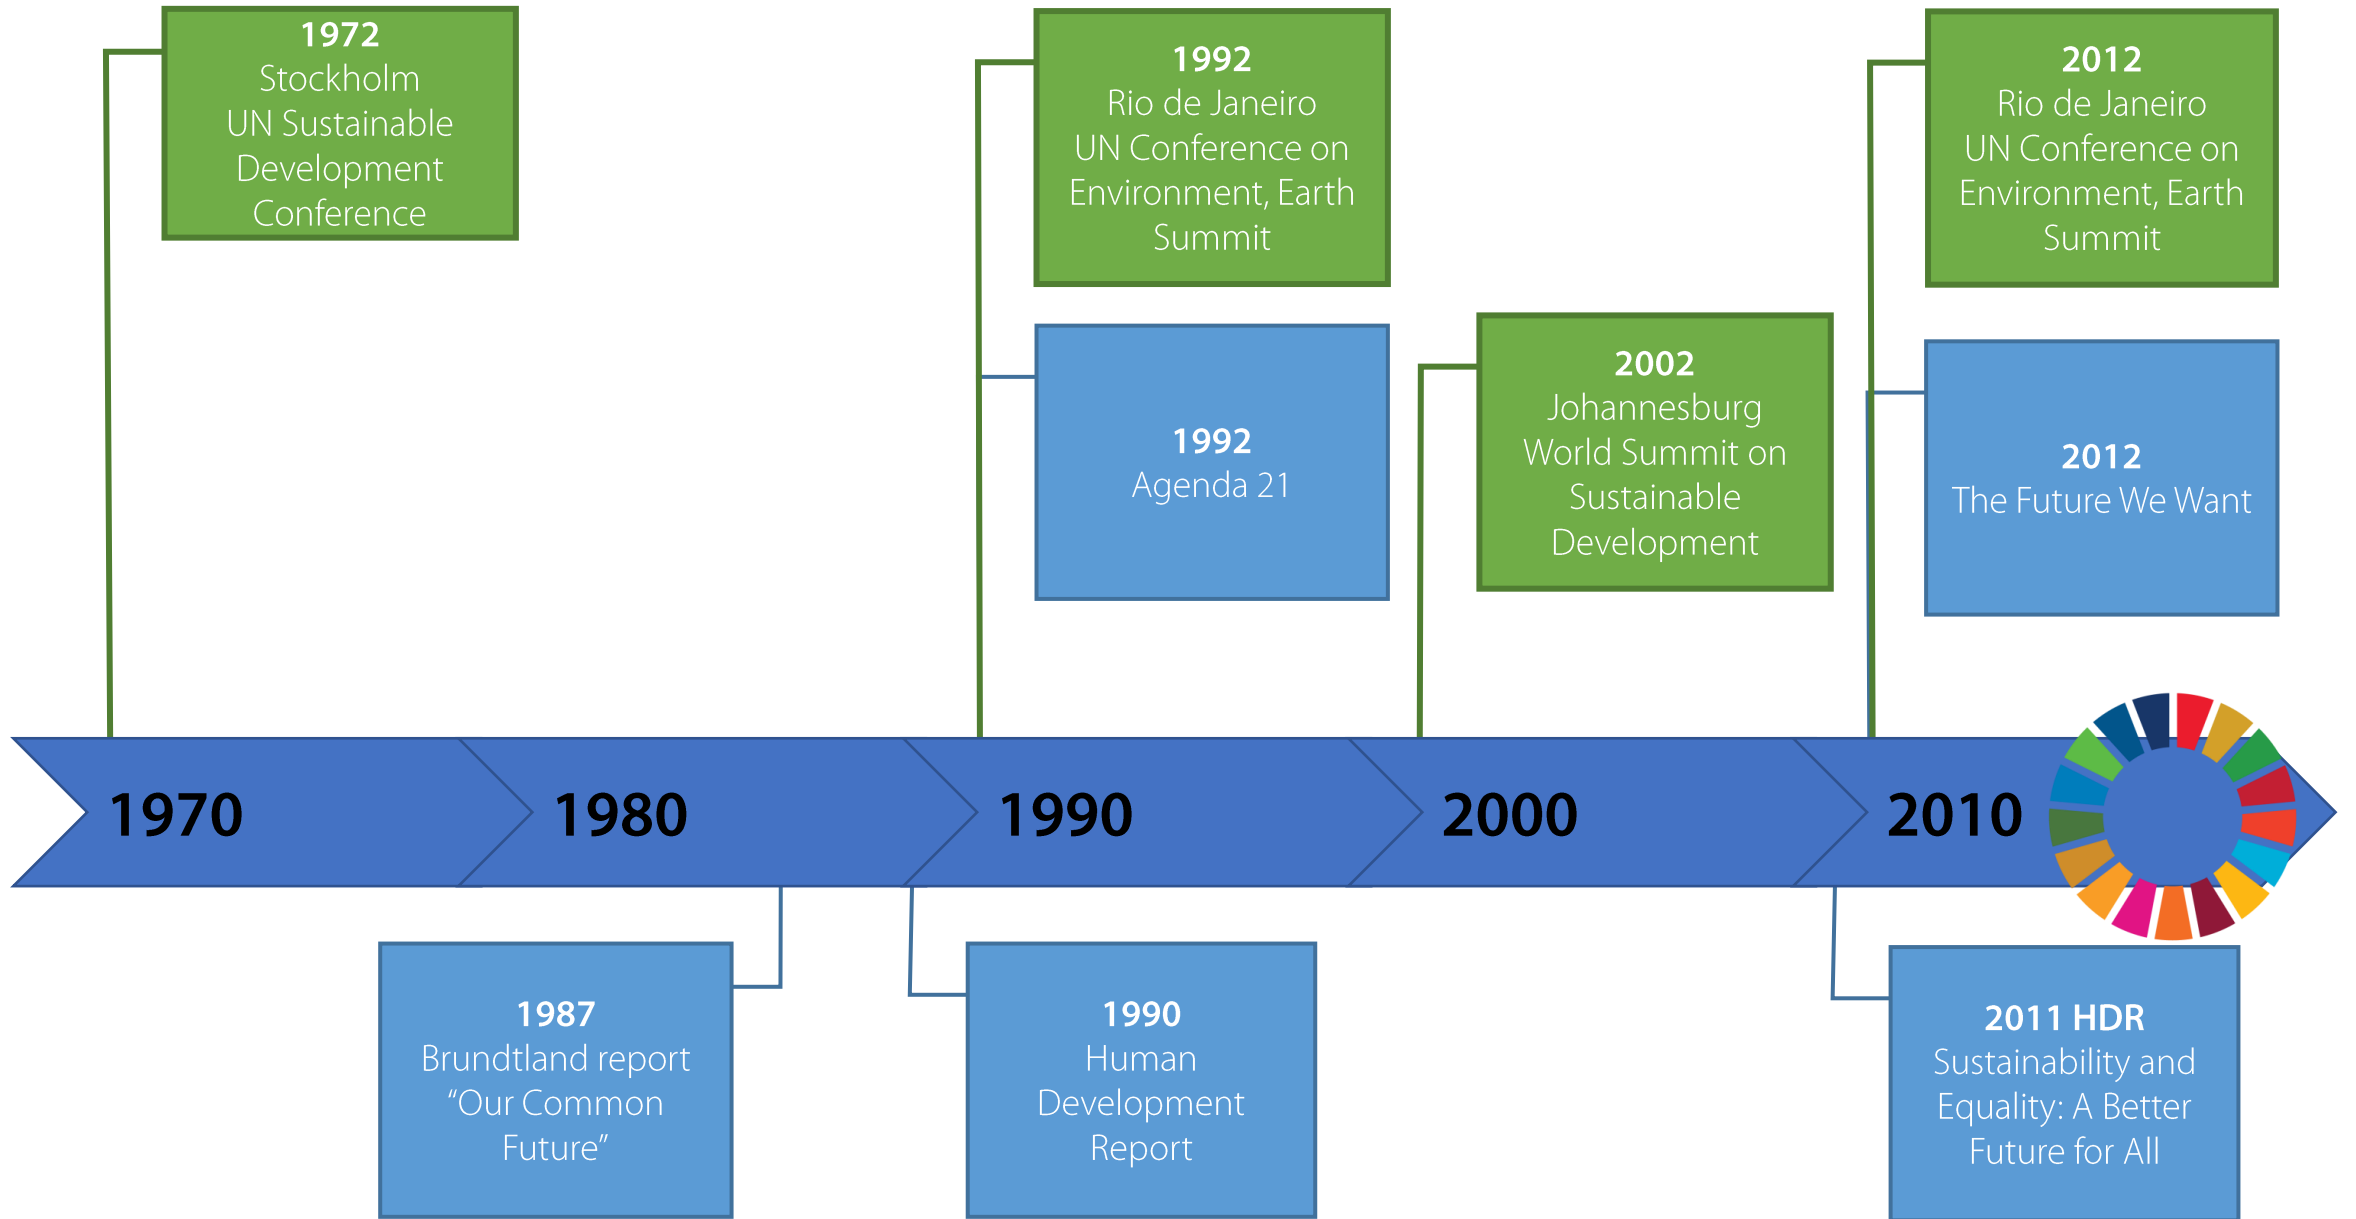 1972
Stockholm
UN Sustainable
Development
Conference
1992
Rio de Janeiro
UN Conference on
Environment, Earth
Summit
2012
Rio de Janeiro
UN Conference on
Environment, Earth
Summit
1992
Agenda 21
2002
Johannesburg
World Summit on
Sustainable
Development
2012
The Future We Want
1970
1980
1990
2000
2010
1987
Brundtland report
“Our Common
Future”
1990
Human
Development
Report
2011 HDR
Sustainability and
Equality: A Better
Future for All